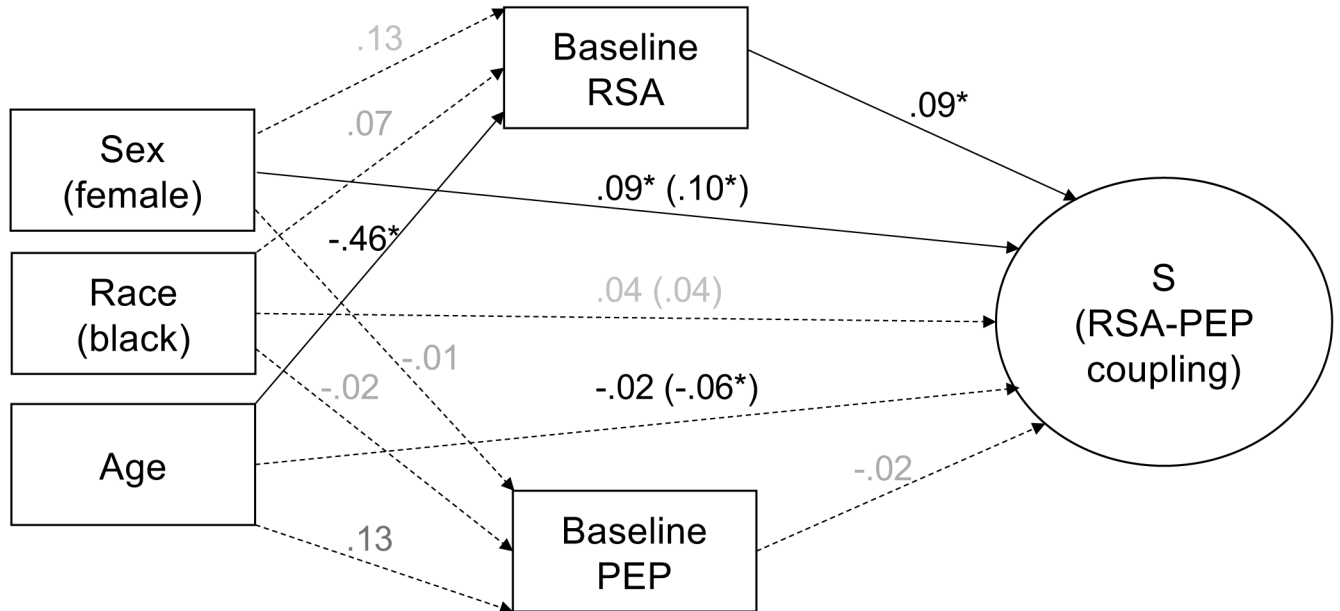 .13
Baseline
RSA
.09*
.07
Sex
(female)
.09* (.10*)
-.46*
Race
(black)
.04 (.04)
S
(RSA-PEP
coupling)
-.01
-.02
-.02 (-.06*)
Age
-.02
.13
Baseline
PEP